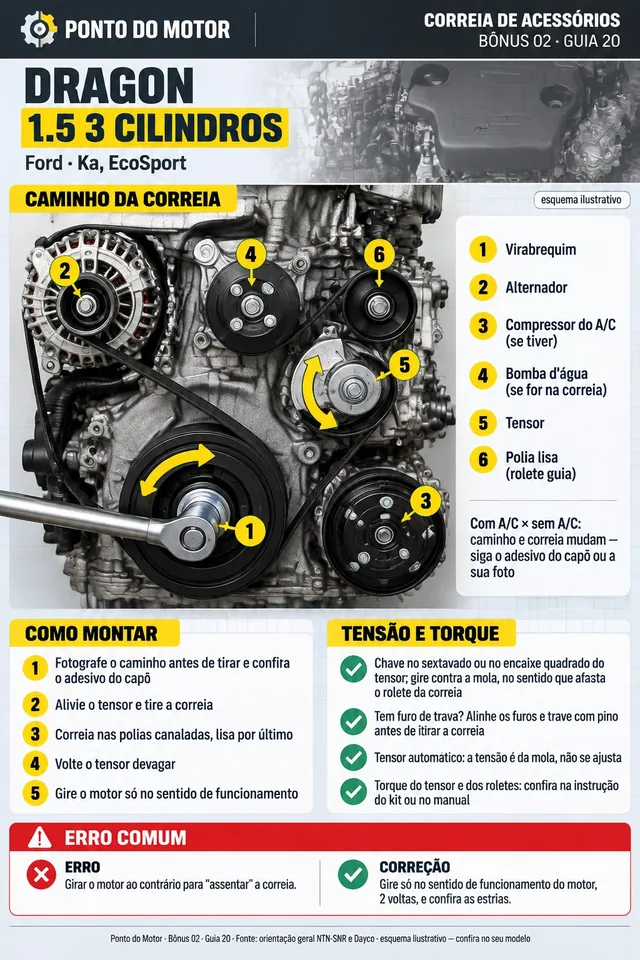 PONTO DO MOTOR
CORREIA DE ACESSÓRIOS
BÔNUS 02 · GUIA 20
DRAGON
1.5 3 CILINDROS
Ford · Ka, EcoSport
CAMINHO DA CORREIA
esquema ilustrativo
2
4
6
5
3
1
1 Virabrequim
2 Alternador
3 Compressor do A/C
(se tiver)
4 Bomba d'água
(se for na correia)
5 Tensor
6 Polia lisa
(rolete guia)
Com A/C × sem A/C:
caminho e correia mudam –
siga o adesivo do capô ou a
sua foto
COMO MONTAR
1 Fotografe o caminho antes de tirar e confira
o adesivo do capô
2 Alivie o tensor e tire a correia
3 Correia nas polias canaladas, lisa por último
4 Volte o tensor devagar
5 Gire o motor só no sentido de funcionamento
TENSÃO E TORQUE
Chave no sextavado ou no encaixe quadrado do
tensor; gire contra a mola, no sentido que afasta
o rolete da correia
Tem furo de trava? Alinhe os furos e trave com pino
antes de itirar a correia
Tensor automático: a tensão é da mola, não se ajusta
Torque do tensor e dos roletes: confira na instrução
do kit ou no manual
ERRO COMUM
ERRO
Girar o motor ao contrário para "assentar" a correia.
CORREÇÃO
Gire só no sentido de funcionamento do motor,
2 voltas, e confira as estrias.
Ponto do Motor · Bônus 02 · Guia 20 · Fonte: orientação geral NTN-SNR e Dayco · esquema liustrativo – confira no seu modelo